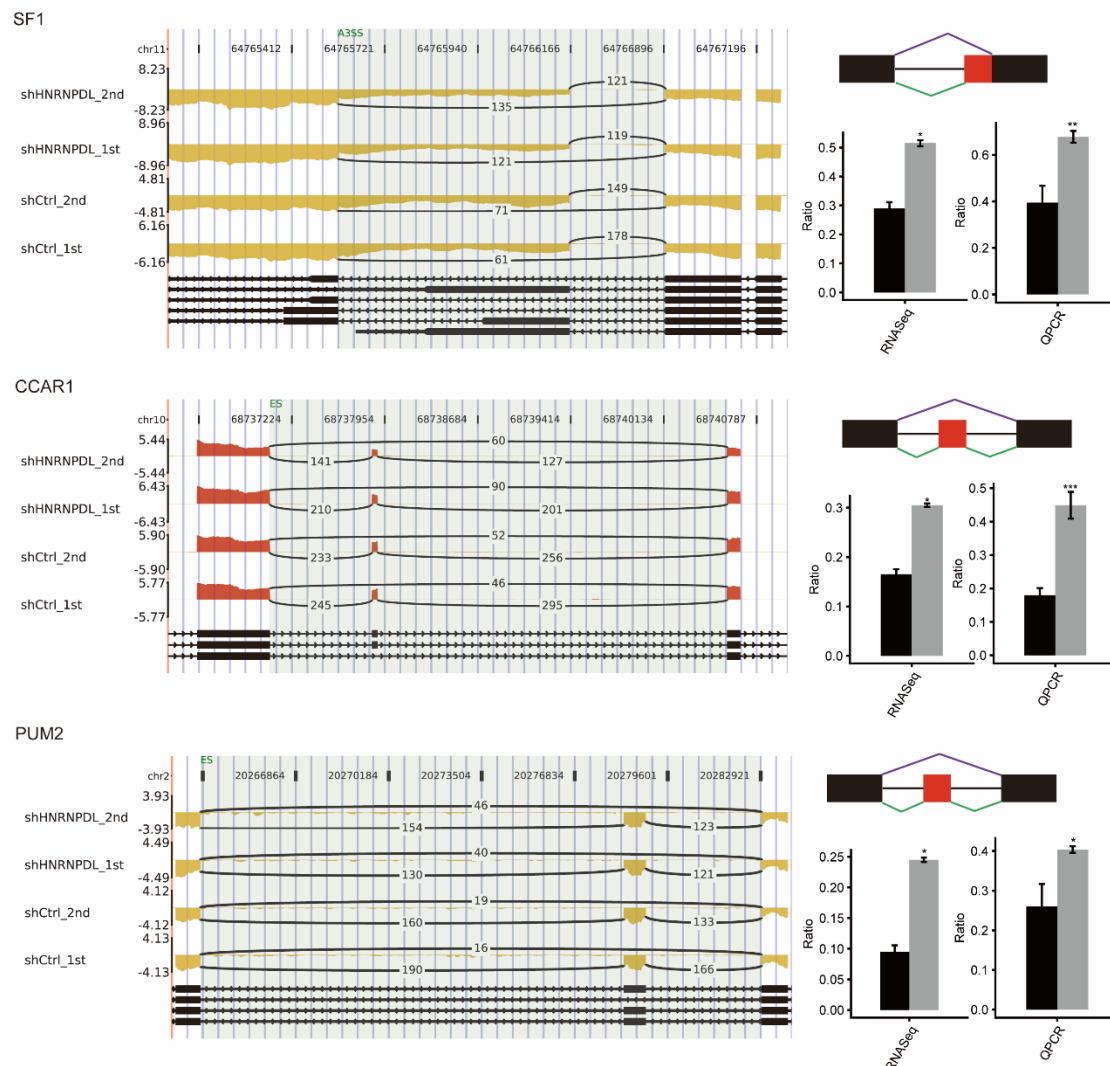 SF1
A3SS
chr11 64765412 64765721 64765940 64766166 64766896 64767196
8.23
shHNRNPDL_2nd 121
135
-8.23
8.96
shHNRNPDL_1st 119
121
-8.96
4.81
shCtrl_2nd 149
71
-4.81
6.16
shCtrl_1st 178
61
-6.16
Ratio
0.5
0.4
0.3
0.2
0.1
0.0
*
RNASeq
Ratio
0.6
0.4
0.2
0.0
**
QPCR
CCAR1
ES
chr10 68737224 68737954 68738684 68739414 68740134 68740787
5.44
shHNRNPDL_2nd 60
141 127
-5.44
6.43
shHNRNPDL_1st 90
210 201
-6.43
5.90
shCtrl_2nd 52
233 256
-5.90
5.77
shCtrl_1st 46
245 295
-5.77
Ratio
0.3
0.2
0.1
0.0
*
RNASeq
Ratio
0.5
0.4
0.3
0.2
0.1
0.0
***
QPCR
PUM2
ES
chr2 20266864 20270184 20273504 20276834 20279601 20282921
3.93
shHNRNPDL_2nd 46
154 123
-3.93
4.49
shHNRNPDL_1st 40
130 121
-4.49
4.12
shCtrl_2nd 19
160 133
-4.12
4.13
shCtrl_1st 16
190 166
-4.13
Ratio
0.25
0.20
0.15
0.10
0.05
0.00
*
RNASeq
Ratio
0.4
0.3
0.2
0.1
0.0
*
QPCR